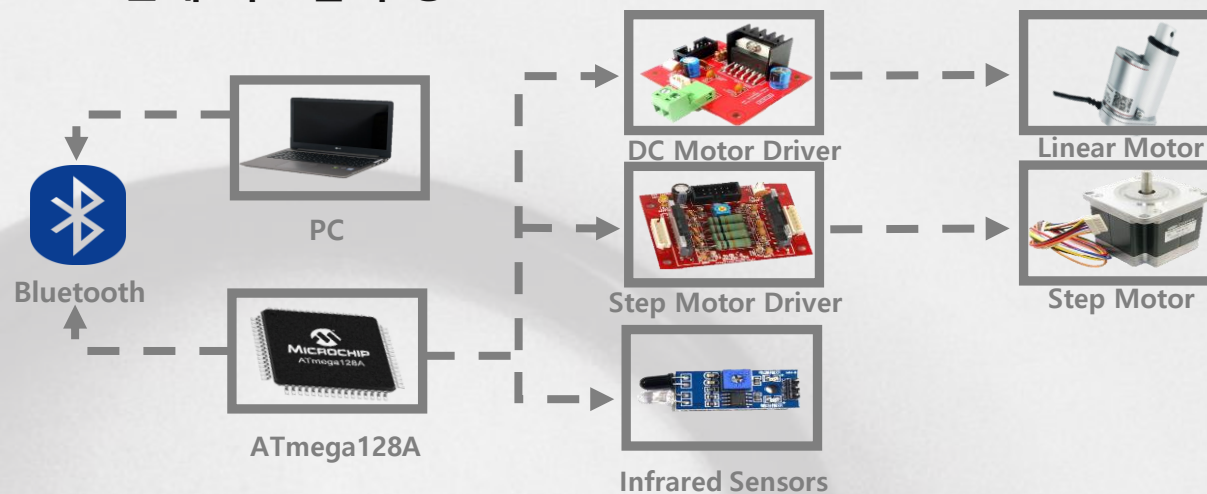 DC Motor Driver
Linear Motor
PC
Bluetooth
Step Motor Driver
Step Motor
MICROCHIP
ATmega128A
ATmega128A
Infrared Sensors